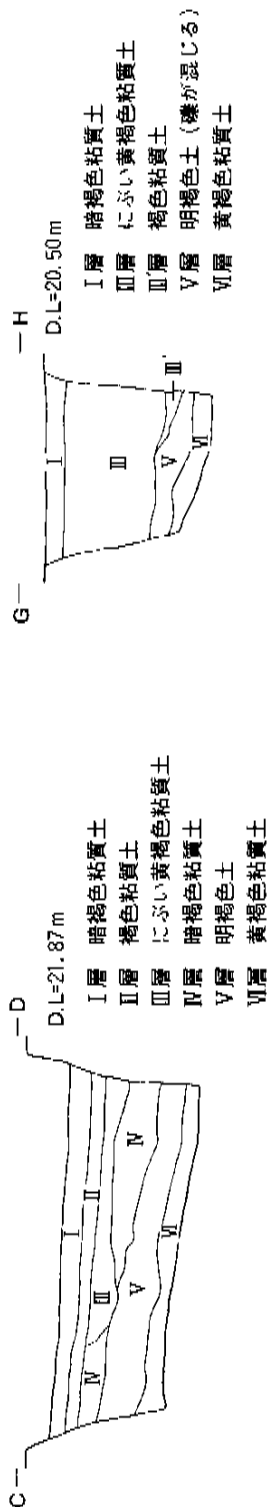 C — — D
D.L=21.87m
I層 暗褐色粘質土
II層 褐色粘質土
III層 にぶい黄褐色粘質土
IV層 暗褐色粘質土
V層 明褐色土
VI層 黄褐色粘質土
I
II
III
IV
IV
V
VI
G — — H
D.L=20.50m
I層 暗褐色粘質土
III層 にぶい黄褐色粘質土
III'層 褐色粘質土
V層 明褐色土(礫が混じる)
VI層 黄褐色粘質土
I
III
III'
V
VI